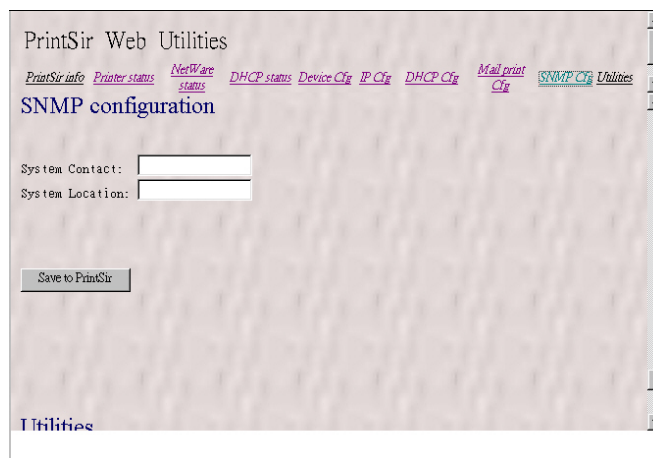 PrintSir Web Utilities
PrintSir info Printer status NetWare status DHCP status Device Cfg IP Cfg DHCP Cfg Mail print Cfg SNMP Cfg Utilities
SNMP configuration
System Contact:
System Location:
Save to PrintSir
Utilities